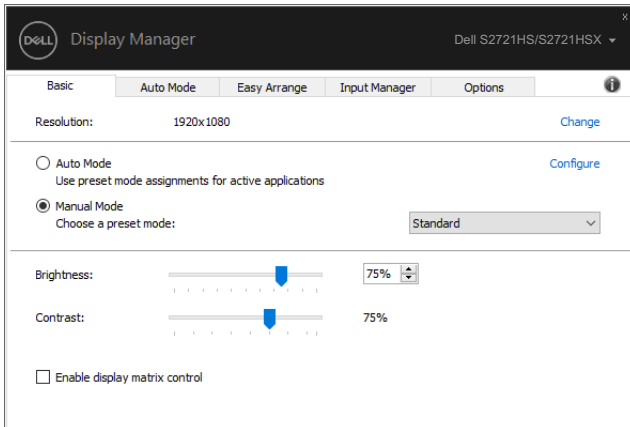 DELL Display Manager Dell S2721HS/S2721HSX x
Basic Auto Mode Easy Arrange Input Manager Options i
Resolution: 1920x1080 Change
Auto Mode Configure
Use preset mode assignments for active applications
Manual Mode
Choose a preset mode: Standard
Brightness: 75%
Contrast: 75%
Enable display matrix control